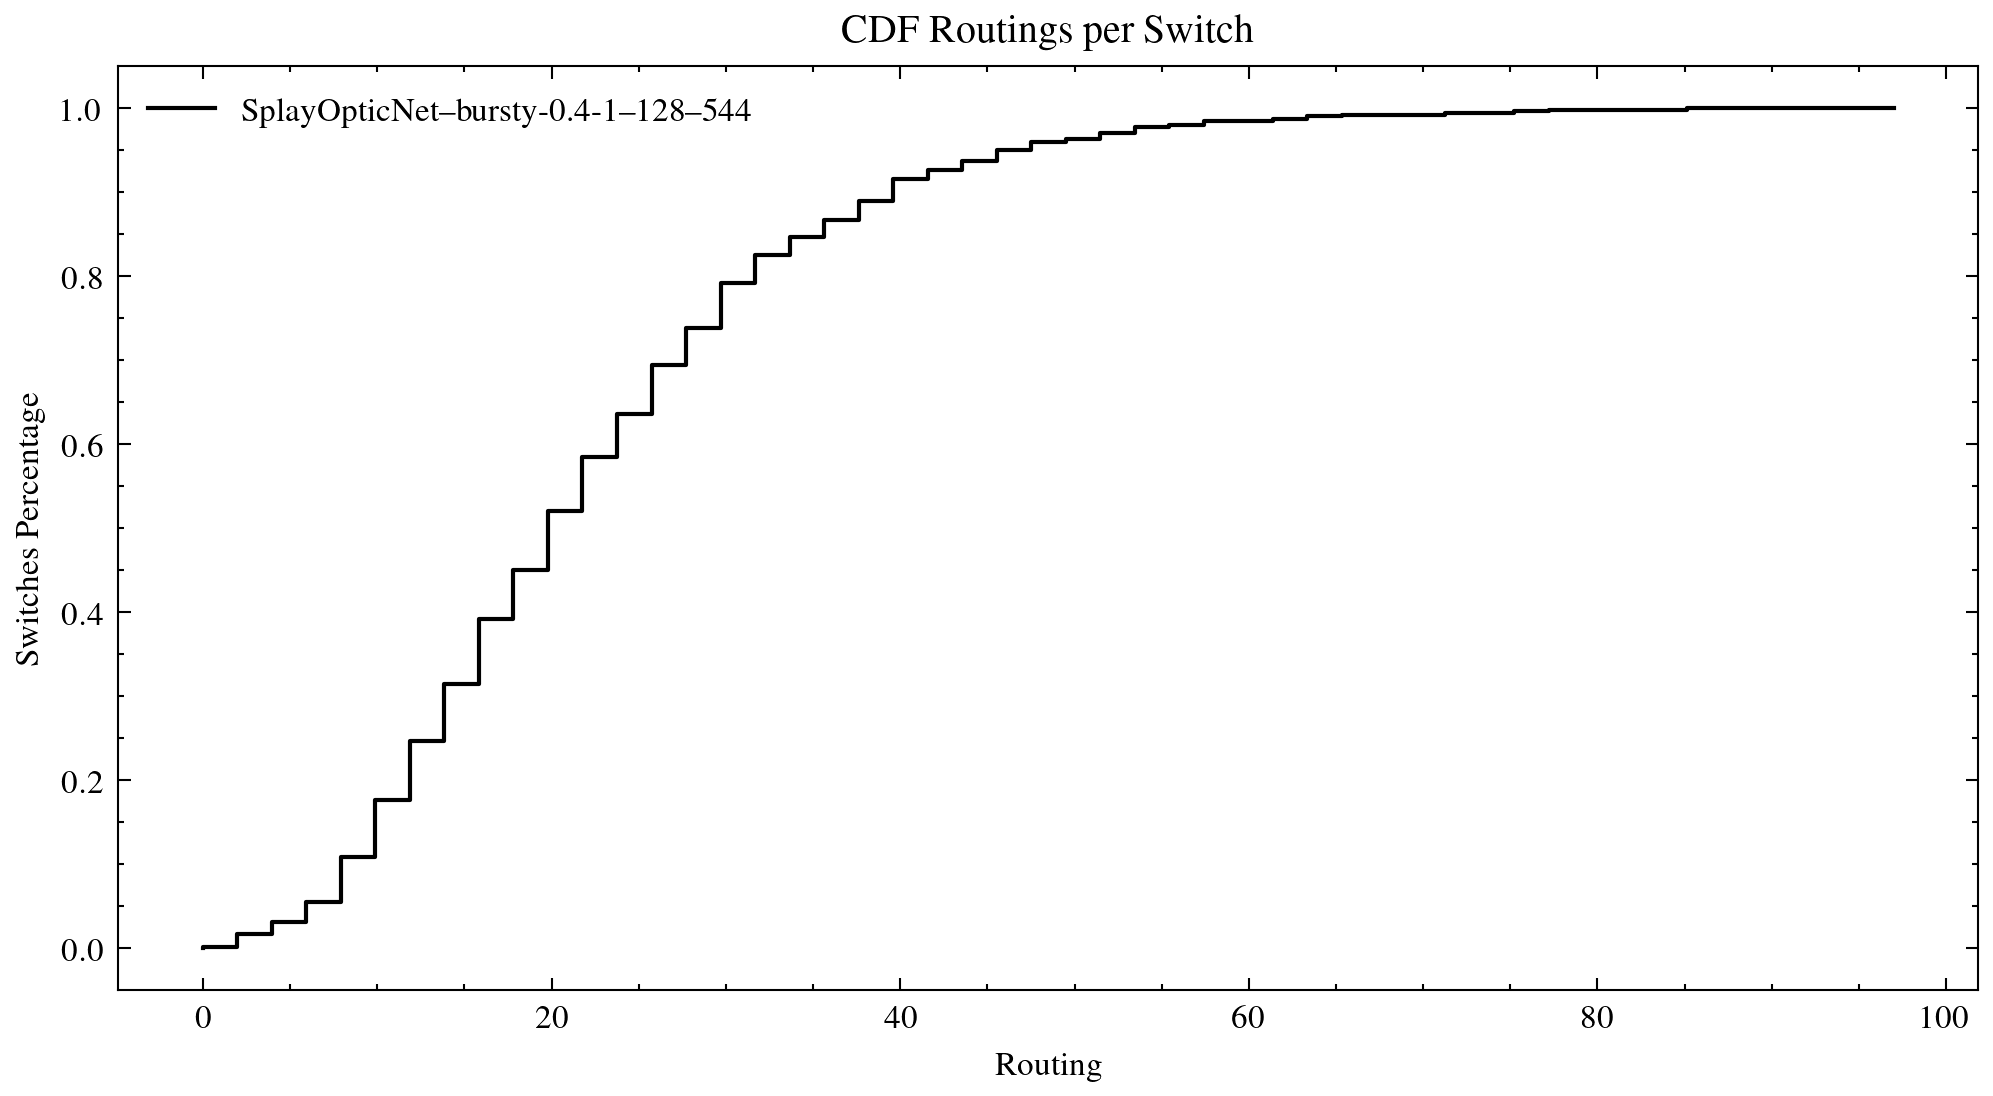 CDF Routings per Switch
SplayOpticNet–bursty-0.4-1–128–544
1.0
0.8
0.6
0.4
0.2
0.0
Switches Percentage
0 20 40 60 80 100
Routing